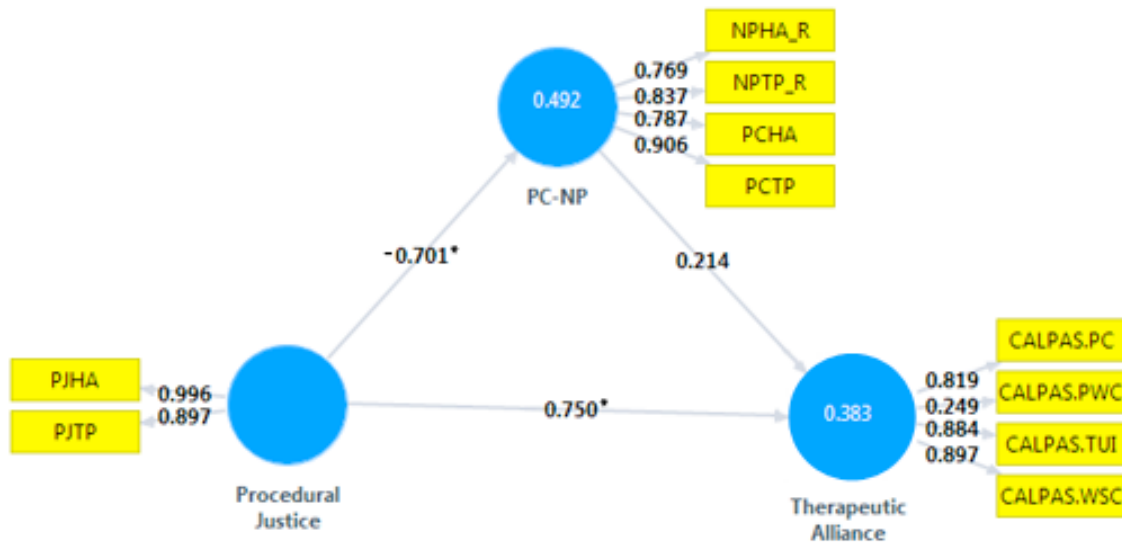 NPHA_R
0.769
NPTP_R
0.837
0.492
0.787
PCHA
0.906
PCTP
PC-NP
-0.701*
0.214
CALPAS.PC
PJHA
0.996
0.819
CALPAS.PWC
0.897
PJTP
0.750*
0.383
0.249
0.884
CALPAS.TUI
0.897
CALPAS.WSC
Procedural
Justice
Therapeutic
Alliance